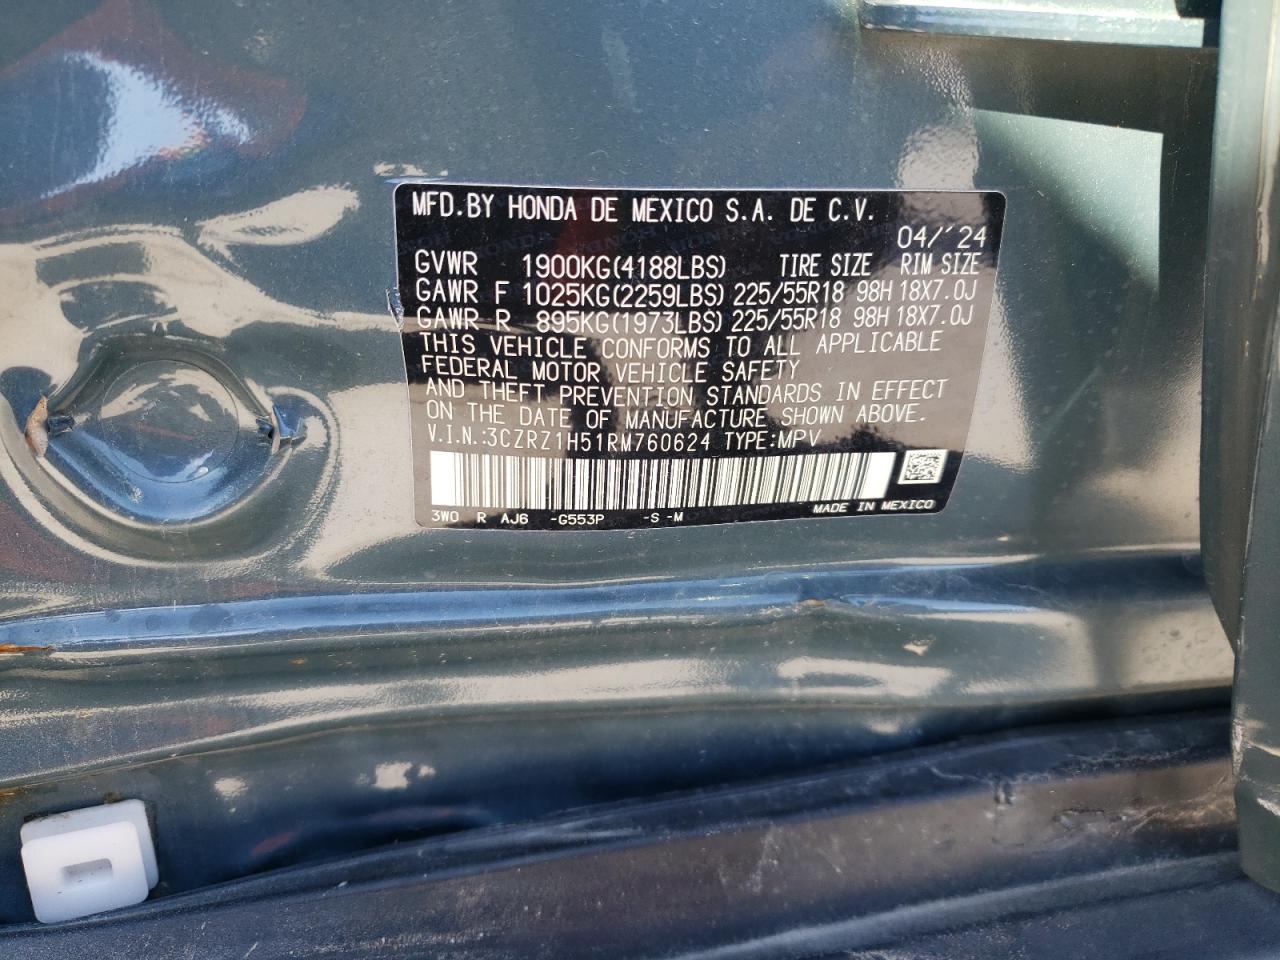 MFD.BY HONDA DE MEXICO S.A. DE C.V.
04/´24
GVWR 1900KG(4188LBS) TIRE SIZE RIM SIZE
GAWR F 1025KG(2259LBS) 225/55R18 98H 18X7.0J
GAWR R 895KG(1973LBS) 225/55R18 98H 18X7.0J
THIS VEHICLE CONFORMS TO ALL APPLICABLE
FEDERAL MOTOR VEHICLE SAFETY
AND THEFT PREVENTION STANDARDS IN EFFECT
ON THE DATE OF MANUFACTURE SHOWN ABOVE.
V.I.N.:3CZRZ1H51RM760624 TYPE:MPV
MADE IN MEXICO
3W0 R AJ6 -G553P -S -M